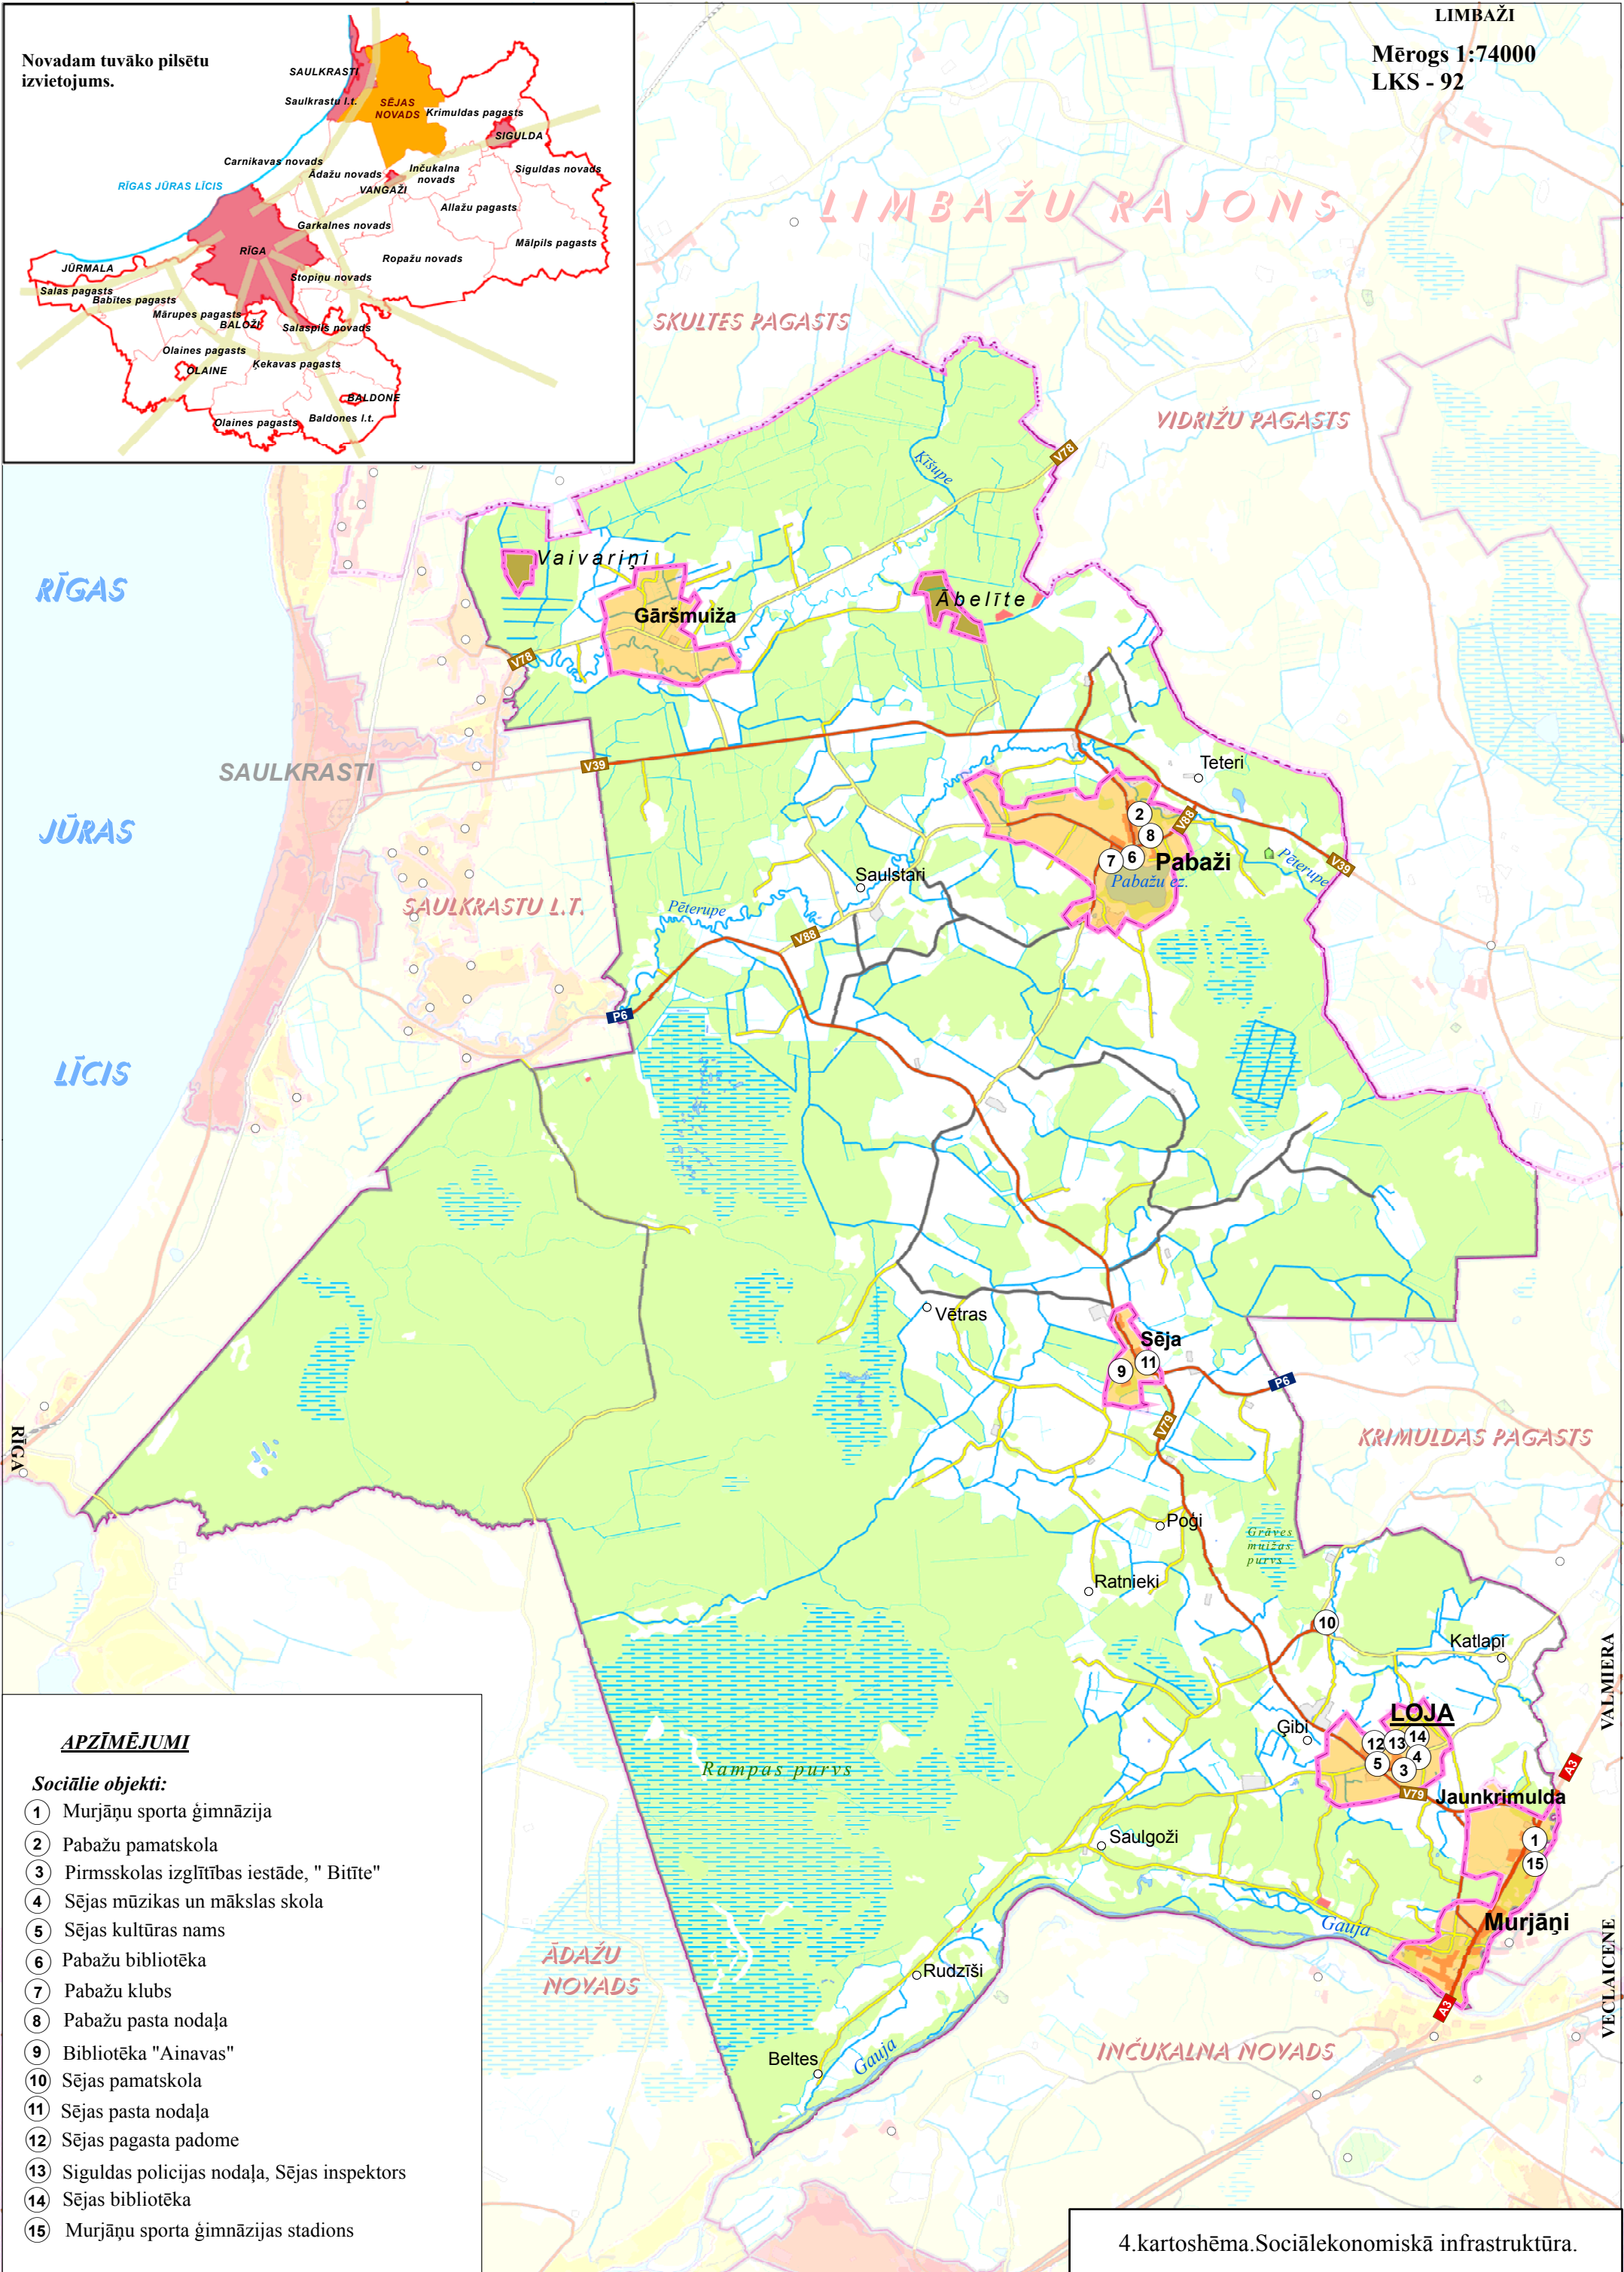 LIMBAŽI
Mērogs 1:74000
LKS - 92
Novadam tuvāko pilsētu
izvietojums.
SAULKRASTI
Saulkrastu l.t.
SĒJAS
NOVADS
Krimuldas pagasts
SIGULDA
Carnikavas novads
Ādažu novads
Inčukalna
novads
Siguldas novads
RĪGAS JŪRAS LĪCIS
VANGAŽI
Allažu pagasts
Garkalnes novads
Mālpils pagasts
RĪGA
Ropažu novads
JŪRMALA
Stopiņu novads
Salas pagasts
Babītes pagasts
Mārupes pagasts
BALOŽI
Salaspils novads
Olaines pagasts
Ķekavas pagasts
OLAINE
BALDONE
Olaines pagasts
Baldones l.t.
LIMBAŽU RAJONS
SKULTES PAGASTS
VIDRIŽU PAGASTS
V78
Ķīšupe
Vaivariņi
RĪGAS
Ābelīte
Gāršmuiža
V78
V39
Teteri
SAULKRASTI
2
V88
8
JŪRAS
7
6
Pabaži
Pēterupe
V39
Saulstari
Pabažu ez.
SAULKRASTU L.T.
Pēterupe
V88
P6
LĪCIS
Vētras
Sēja
9
11
P6
V79
RĪGA
KRIMULDAS PAGASTS
Poģi
Grāves
muižas
purvs
Ratnieki
10
Katlapi
VALMIERA
LOJA
Ģibi
12
13
14
5
4
3
Rampas purvs
A3
V79
Jaunkrimulda
Saulgoži
1
15
Gauja
Murjāņi
ĀDAŽU
NOVADS
Rudzīši
VECLAICENE
A3
INČUKALNA NOVADS
Beltes
Gauja
APZĪMĒJUMI
Sociālie objekti:
1 Murjāņu sporta ģimnāzija
2 Pabažu pamatskola
3 Pirmsskolas izglītības iestāde, " Bitīte"
4 Sējas mūzikas un mākslas skola
5 Sējas kultūras nams
6 Pabažu bibliotēka
7 Pabažu klubs
8 Pabažu pasta nodaļa
9 Bibliotēka "Ainavas"
10 Sējas pamatskola
11 Sējas pasta nodaļa
12 Sējas pagasta padome
13 Siguldas policijas nodaļa, Sējas inspektors
14 Sējas bibliotēka
15 Murjāņu sporta ģimnāzijas stadions
4.kartoshēma.Sociālekonomiskā infrastruktūra.